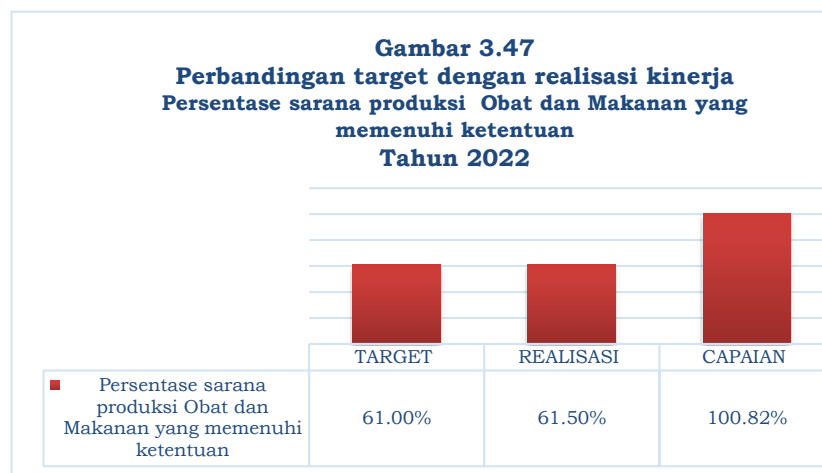 Gambar 3.47
Perbandingan target dengan realisasi kinerja
Persentase sarana produksi Obat dan Makanan yang
memenuhi ketentuan
Tahun 2022
TARGET REALISASI CAPAIAN
Persentase sarana
produksi Obat dan
Makanan yang memenuhi
ketentuan
61.00% 61.50% 100.82%